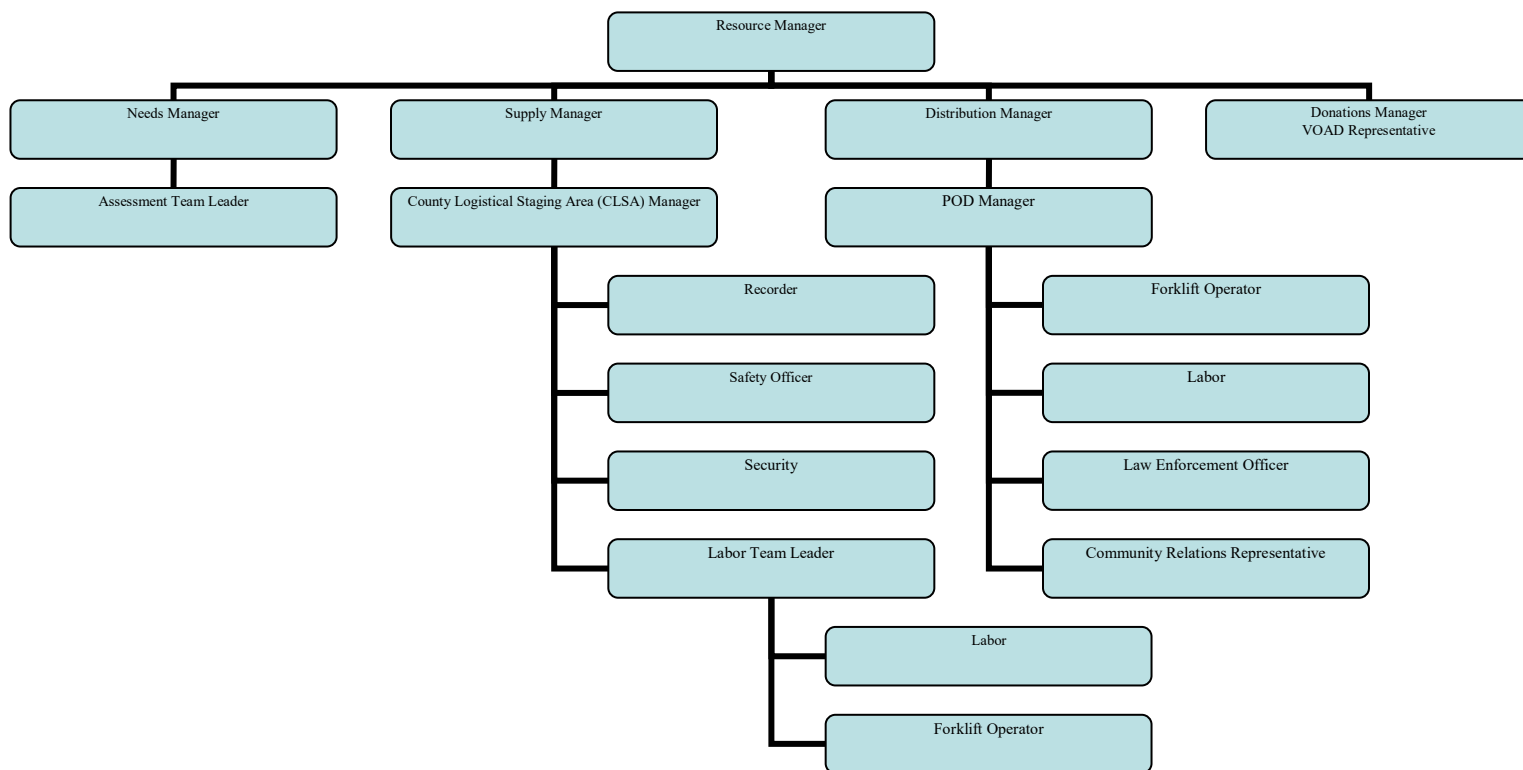 Resource Manager
Needs Manager
Supply Manager
Distribution Manager
Donations Manager
VOAD Representative
Assessment Team Leader
County Logistical Staging Area (CLSA) Manager
POD Manager
Recorder
Forklift Operator
Safety Officer
Labor
Security
Law Enforcement Officer
Labor Team Leader
Community Relations Representative
Labor
Forklift Operator